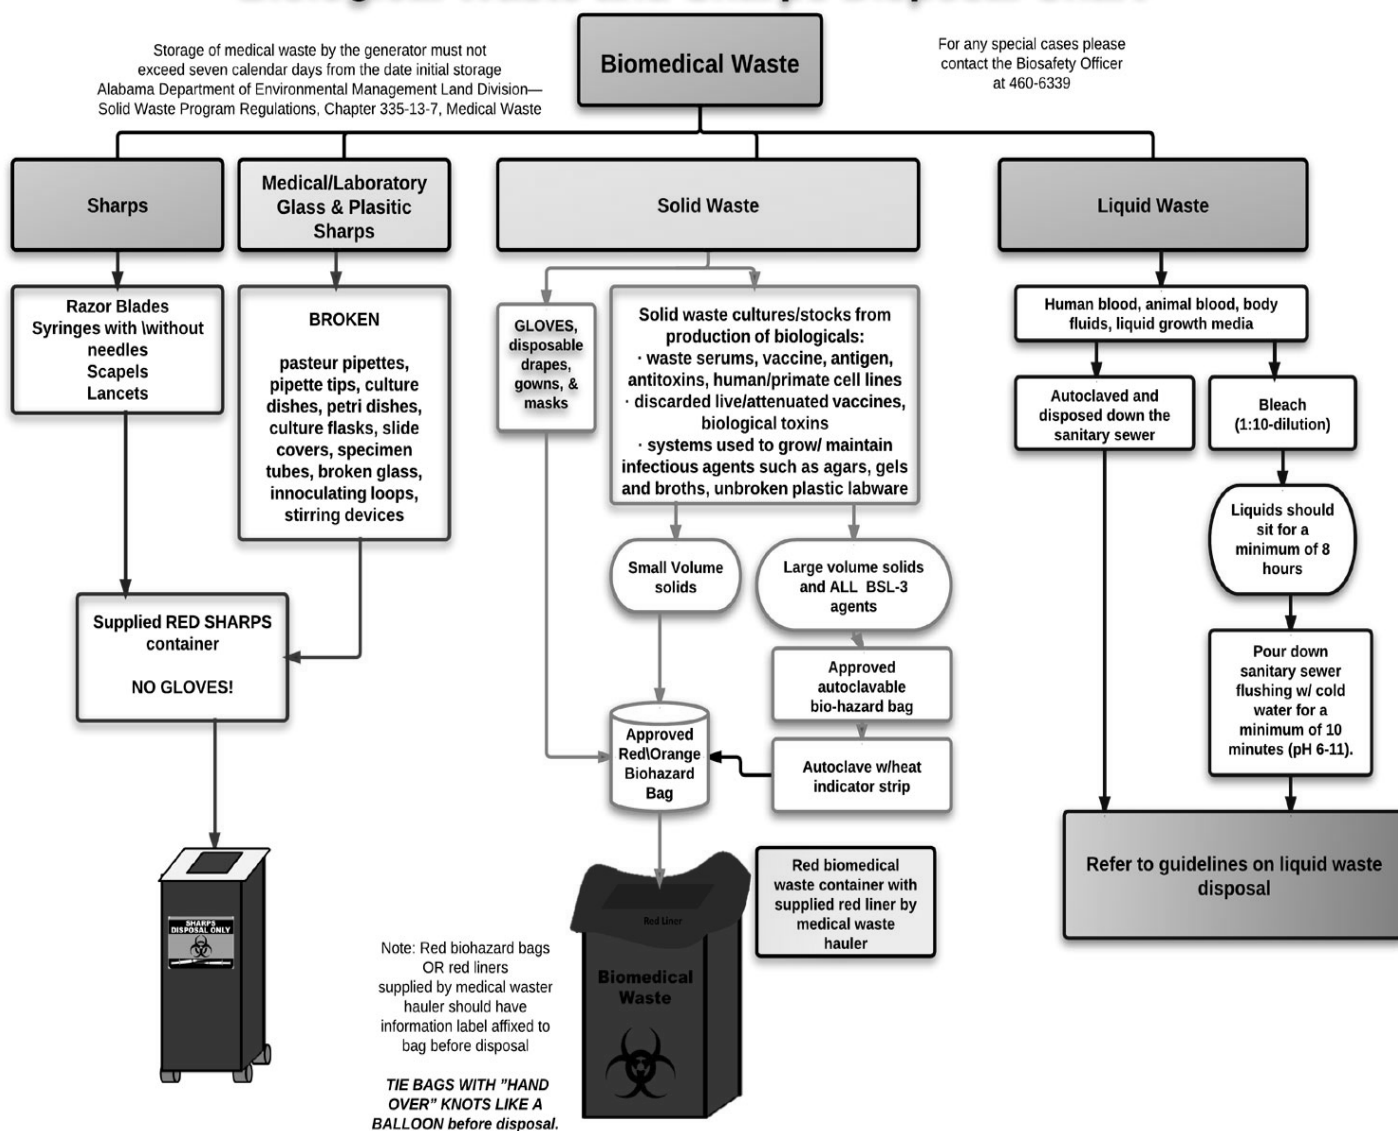 Storage of medical waste by the generator must not
exceed seven calendar days from the date initial storage
Alabama Department of Environmental Management Land Division—
Solid Waste Program Regulations, Chapter 335-13-7, Medical Waste
Biomedical Waste
For any special cases please
contact the Biosafety Officer
at 460-6339
Sharps
Medical/Laboratory
Glass & Plasitic
Sharps
Solid Waste
Liquid Waste
Razor Blades
Syringes with \without
needles
Scapels
Lancets
BROKEN
pasteur pipettes,
pipette tips, culture
dishes, petri dishes,
culture flasks, slide
covers, specimen
tubes, broken glass,
innoculating loops,
stirring devices
GLOVES,
disposable
drapes,
gowns, &
masks
Solid waste cultures/stocks from
production of biologicals:
· waste serums, vaccine, antigen,
antitoxins, human/primate cell lines
· discarded live/attenuated vaccines,
biological toxins
· systems used to grow/ maintain
infectious agents such as agars, gels
and broths, unbroken plastic labware
Human blood, animal blood, body
fluids, liquid growth media
Autoclaved and
disposed down the
sanitary sewer
Bleach
(1:10-dilution)
Liquids should
sit for a
minimum of 8
hours
Small Volume
solids
Large volume solids
and ALL BSL-3
agents
Supplied RED SHARPS
container
NO GLOVES!
Approved
autoclavable
bio-hazard bag
Pour down
sanitary sewer
flushing w/ cold
water for a
minimum of 10
minutes (pH 6-11).
Approved
Red\Orange
Biohazard
Bag
Autoclave w/heat
indicator strip
Refer to guidelines on liquid waste
disposal
Red biomedical
waste container with
supplied red liner by
medical waste
hauler
SHARPS
DISPOSAL ONLY
Red Liner
Biomedical
Waste
Note: Red biohazard bags
OR red liners
supplied by medical waster
hauler should have
information label affixed to
bag before disposal
TIE BAGS WITH "HAND
OVER" KNOTS LIKE A
BALLOON before disposal.